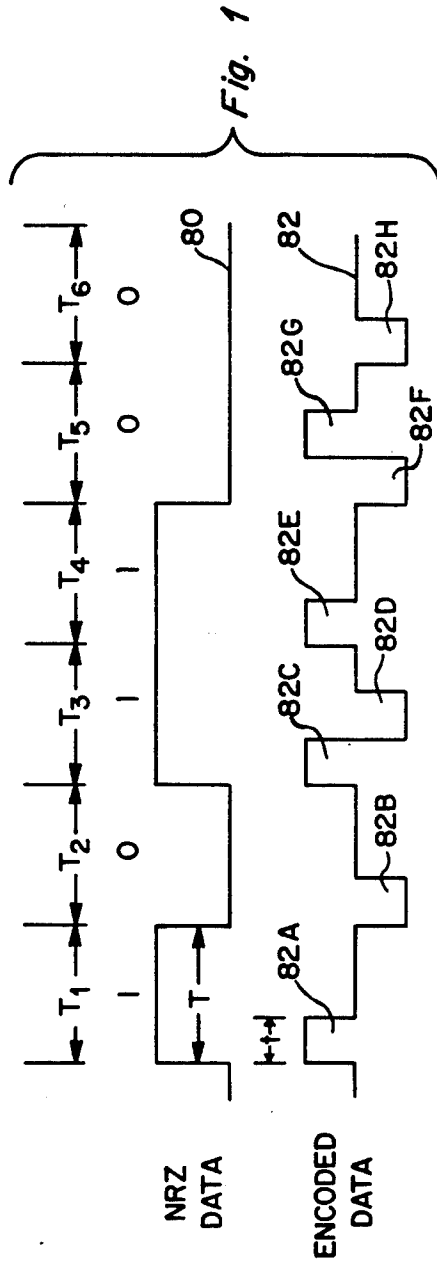 Fig. 1
T1 T2 T3 T4 T5 T6
1 0 1 1 0 0
NRZ DATA
T
80
t
ENCODED DATA
82A 82B 82C 82D 82E 82F 82G 82H 82